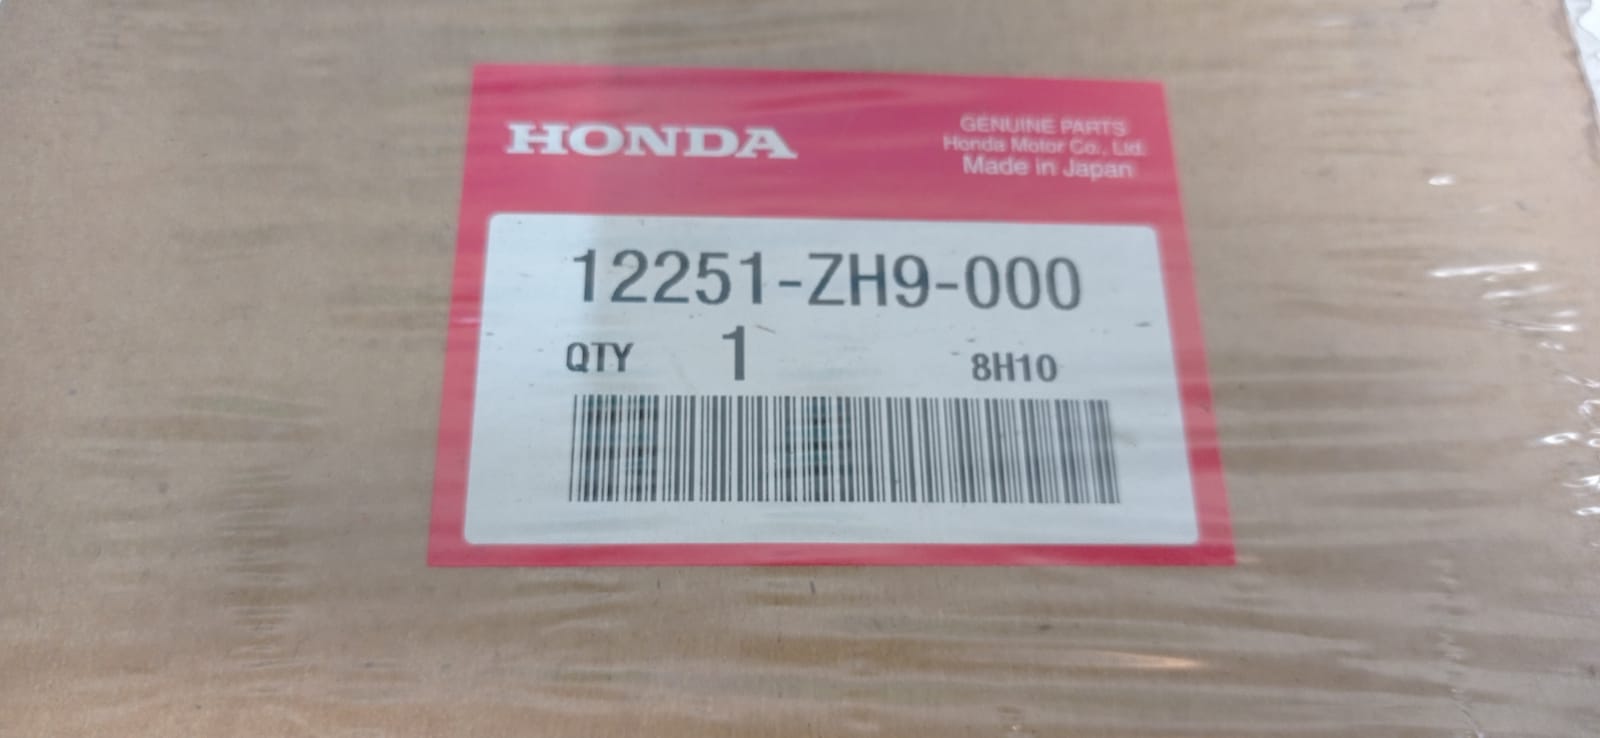 HONDA
GENUINE PARTS
Honda Motor Co., Ltd.
Made in Japan
12251-ZH9-000
QTY 1 8H10